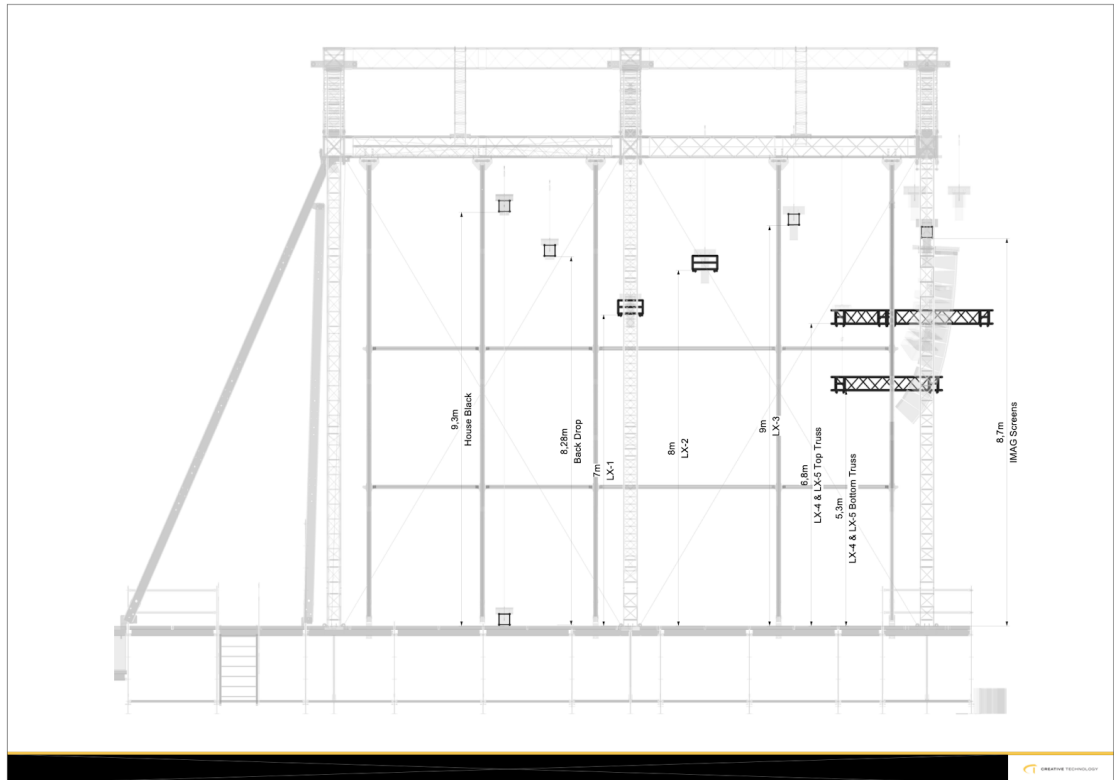 9,3m
House Black
8,28m
Back Drop
7m
LX-1
8m
LX-2
9m
LX-3
6,8m
LX-4 & LX-5 Top Truss
5,3m
LX-4 & LX-5 Bottom Truss
8,7m
IMAG Screens
CREATIVE TECHNOLOGY